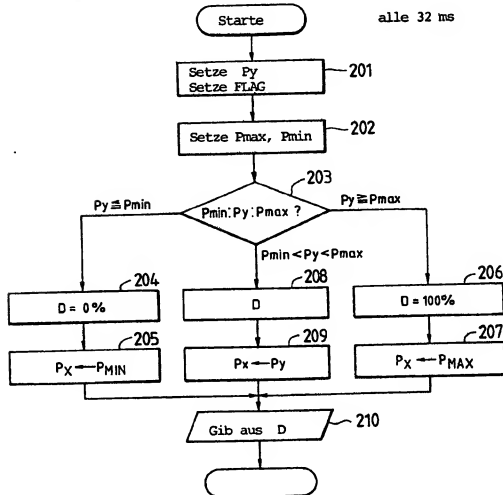 Starte
alle 32 ms
Setze Py
Setze FLAG
201
Setze Pmax, Pmin
202
203
Py ≦ Pmin
Pmin:Py:Pmax ?
Py ≧ Pmax
Pmin < Py < Pmax
204
D = 0%
208
D
206
D = 100%
205
PX ← PMIN
209
Px ← Py
207
PX ← PMAX
Gib aus D
210